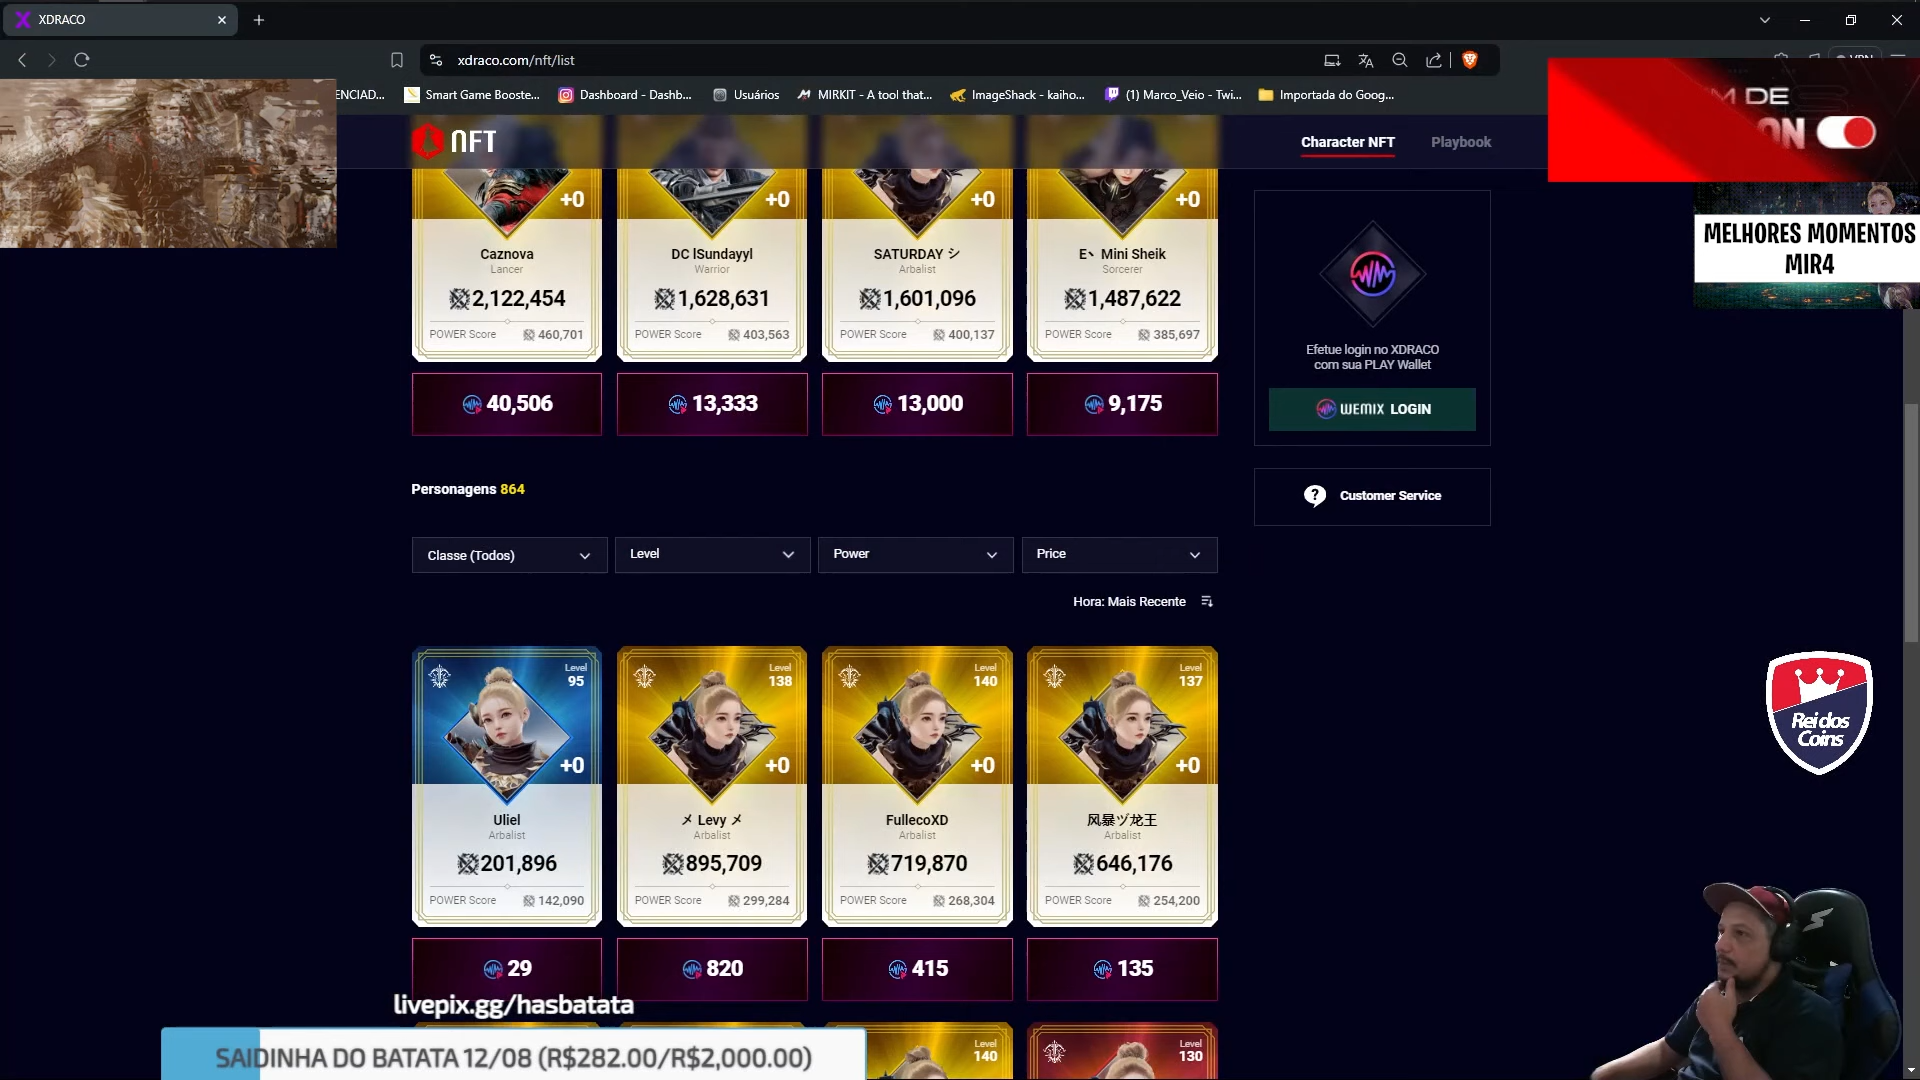 XDRACO
xdraco.com/nft/list
VPN
ENCIAD...
Smart Game Booste...
Dashboard - Dashb...
Usuários
MIRKIT - A tool that...
ImageShack - kaiho...
(1) Marco_Veio - Twi...
Importada do Goog...
NFT
Character NFT
Playbook
M DE
ON
+0
+0
+0
+0
Caznova
Lancer
2,122,454
POWER Score 460,701
DC lSundayyl
Warrior
1,628,631
POWER Score 403,563
SATURDAY シ
Arbalist
1,601,096
POWER Score 400,137
E丶 Mini Sheik
Sorcerer
1,487,622
POWER Score 385,697
40,506
13,333
13,000
9,175
MELHORES MOMENTOS
MIR4
Efetue login no XDRACO
com sua PLAY Wallet
WEMIX LOGIN
Customer Service
Personagens 864
Classe (Todos)
Level
Power
Price
Hora: Mais Recente
Level
95
+0
Uliel
Arbalist
201,896
POWER Score 142,090
Level
138
+0
メ Levy メ
Arbalist
895,709
POWER Score 299,284
Level
140
+0
FullecoXD
Arbalist
719,870
POWER Score 268,304
Level
137
+0
风暴ヅ龙王
Arbalist
646,176
POWER Score 254,200
29
820
415
135
Rei dos
Coins
livepix.gg/hasbatata
SAIDINHA DO BATATA 12/08 (R$282.00/R$2,000.00)
Level
140
Level
130